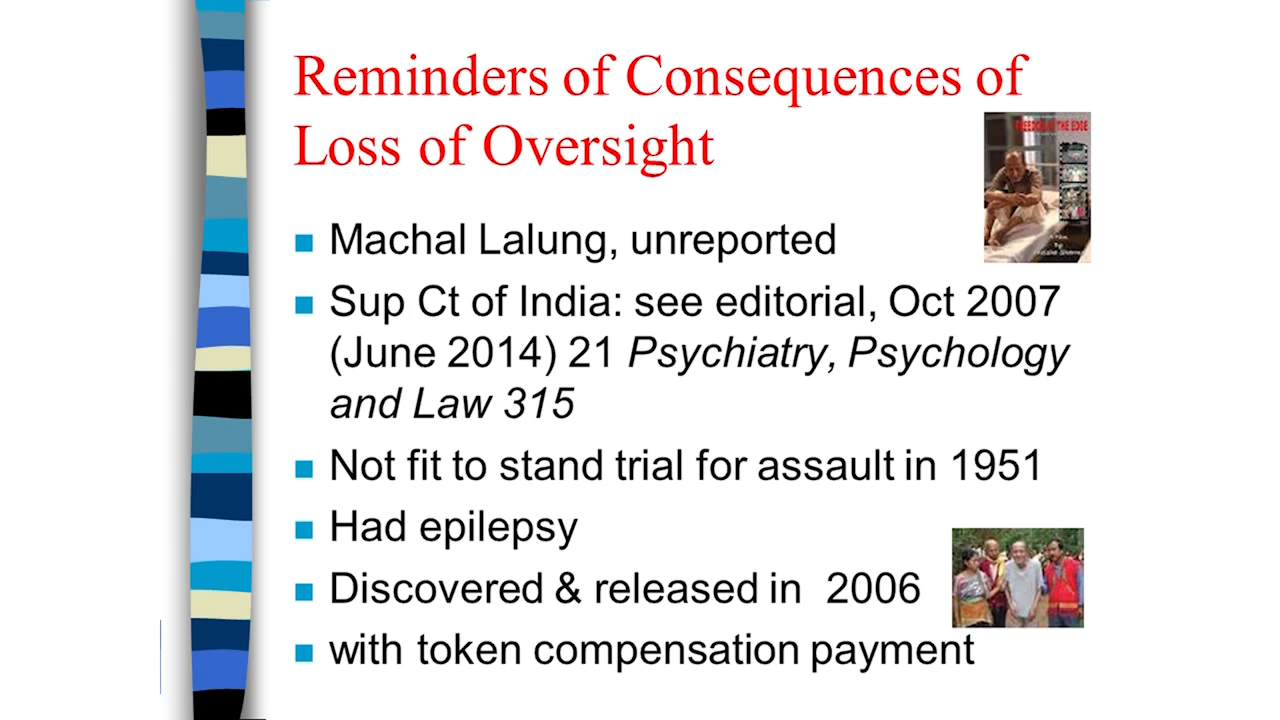 Reminders of Consequences of
Loss of Oversight
Machal Lalung, unreported
Sup Ct of India: see editorial, Oct 2007
(June 2014) 21 Psychiatry, Psychology
and Law 315
Not fit to stand trial for assault in 1951
Had epilepsy
Discovered & released in 2006
with token compensation payment
THE EDGE